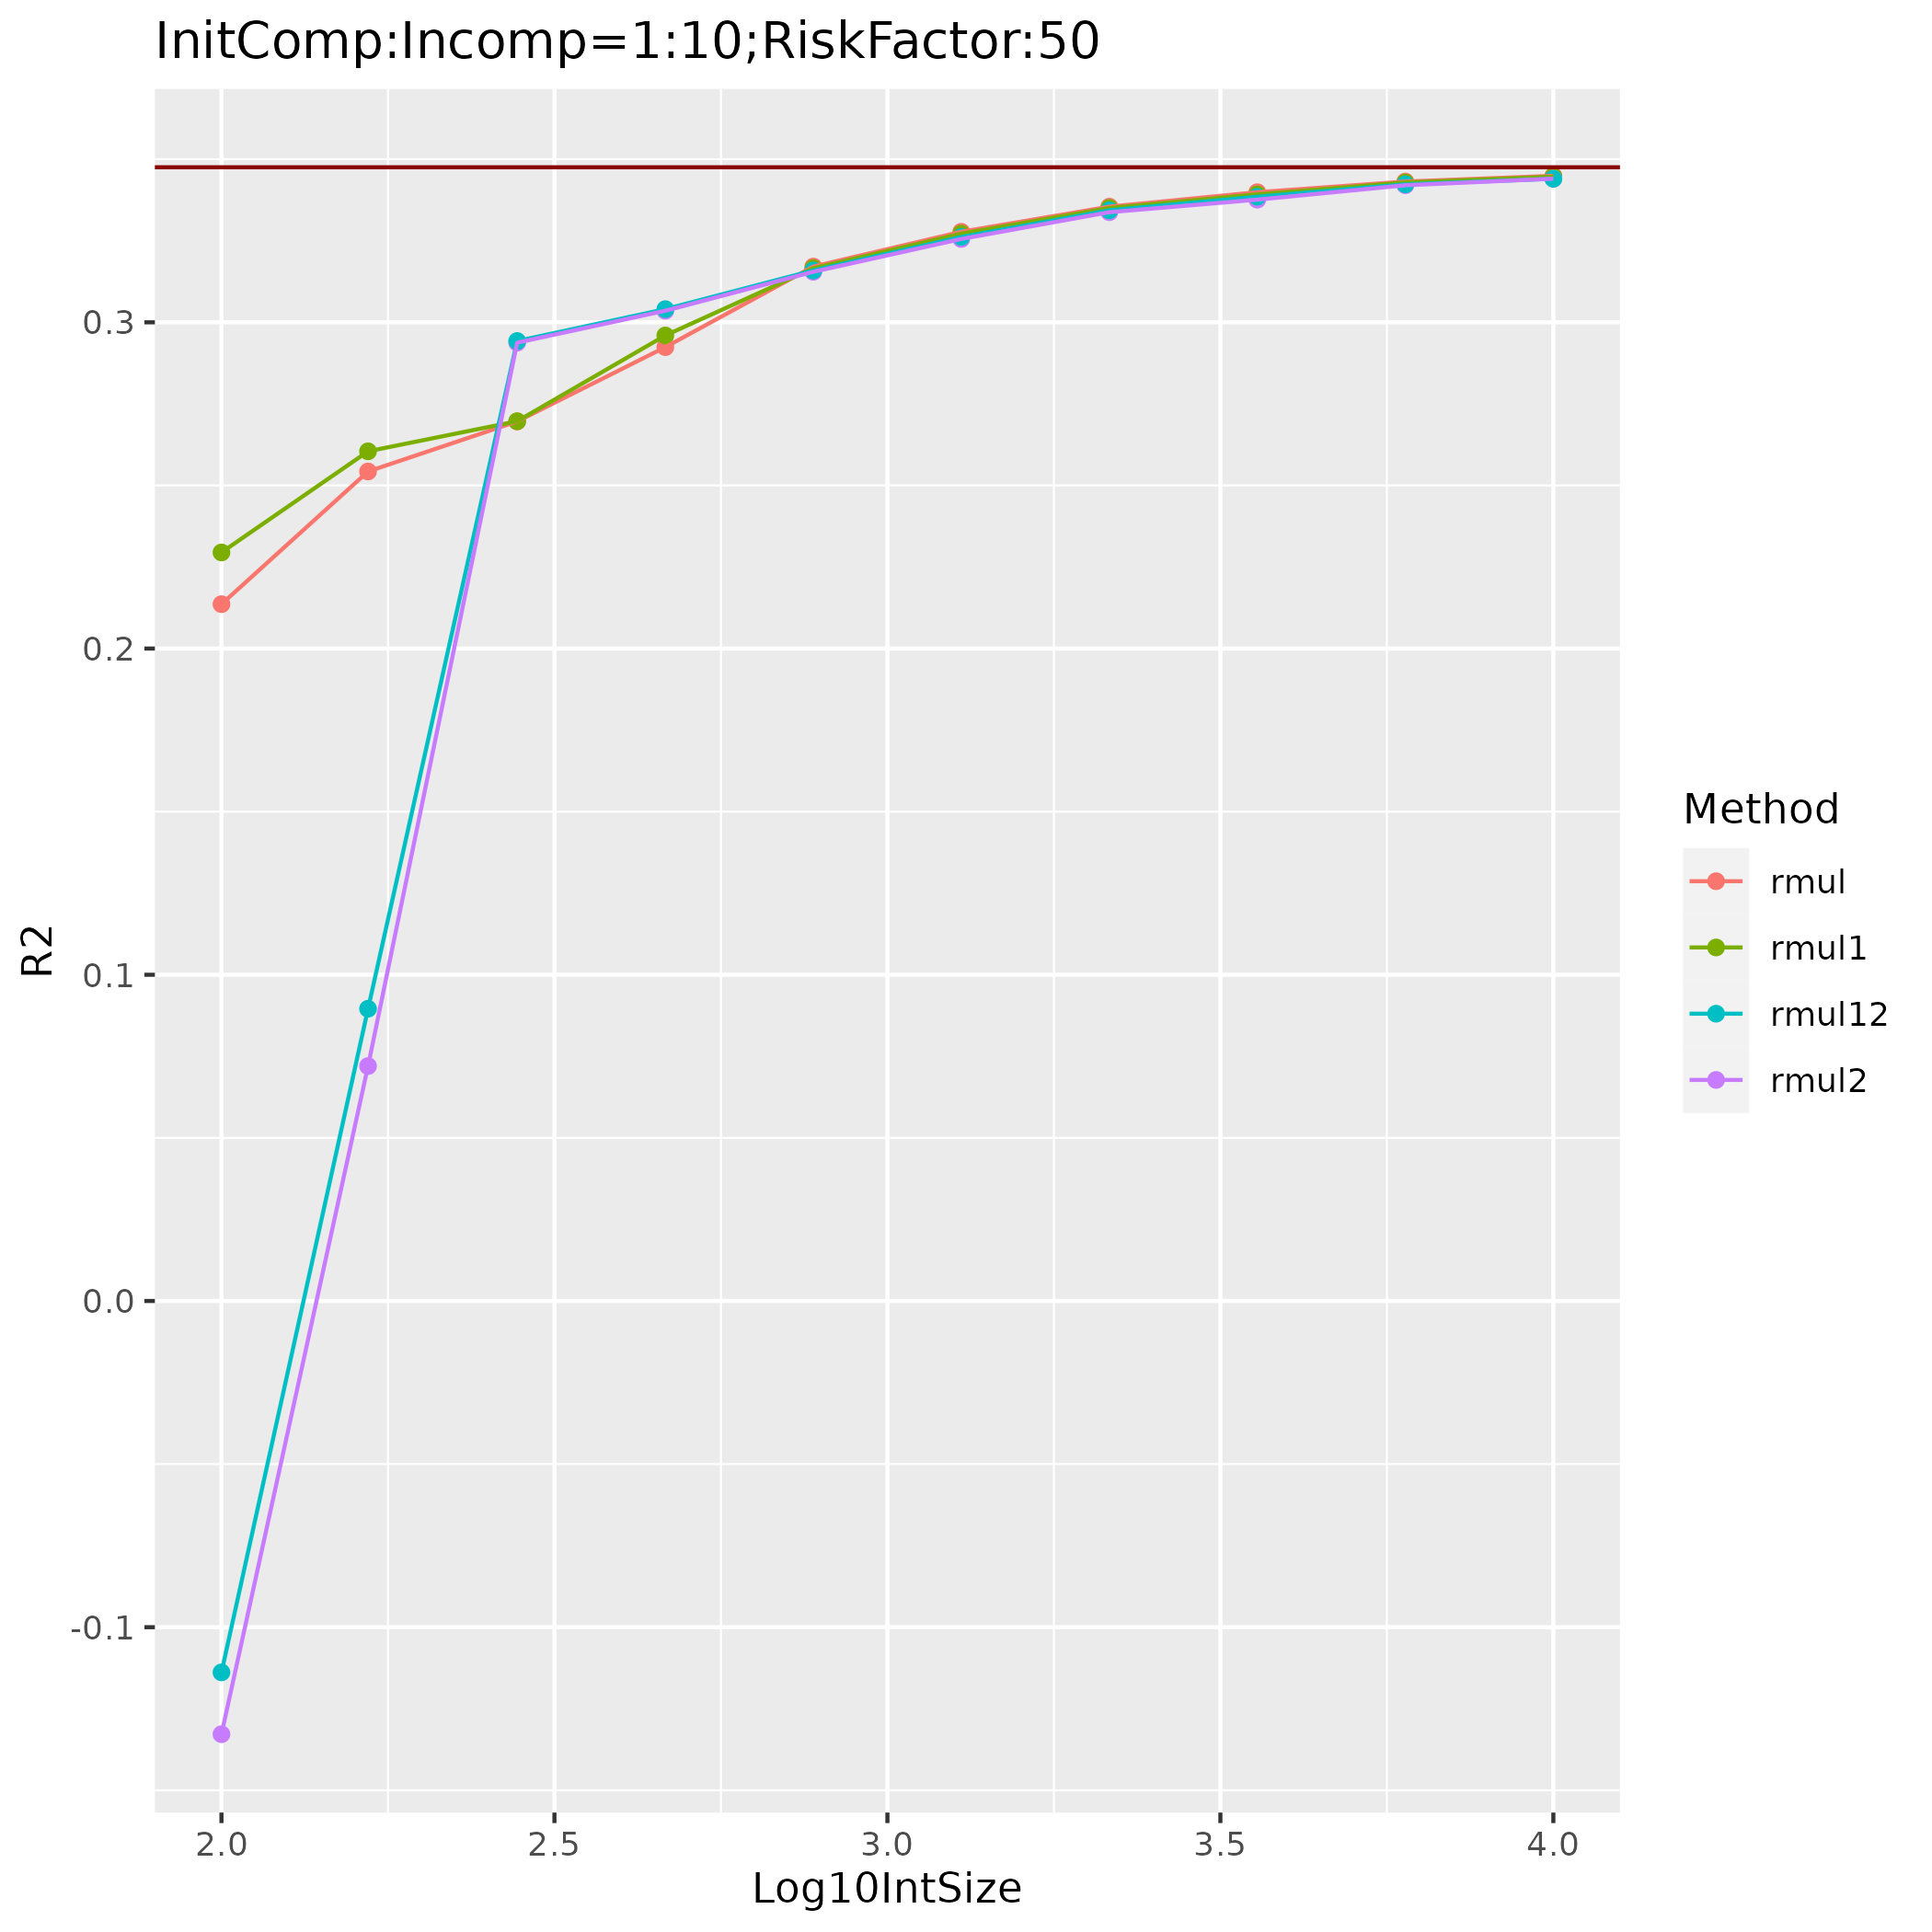 InitComp:Incomp=1:10;RiskFactor:50
R2
0.3
0.2
0.1
0.0
-0.1
2.0 2.5 3.0 3.5 4.0
Log10IntSize
Method
rmul
rmul1
rmul12
rmul2